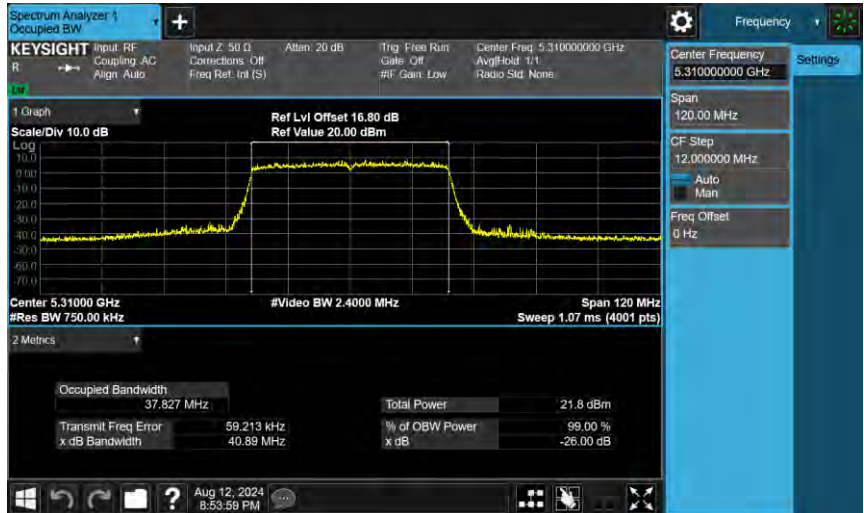 Spectrum Analyzer 1
Occupied BW
+
Frequency
KEYSIGHT
R
Input: RF
Coupling: AC
Align: Auto
Input Z: 50 Ω
Corrections: Off
Freq Ref: Int (S)
Atten: 20 dB
Trig: Free Run
Gate: Off
#IF Gain: Low
Center Freq: 5.310000000 GHz
Avg|Hold: 1/1
Radio Std: None
1 Graph
Scale/Div 10.0 dB
Ref Lvl Offset 16.80 dB
Ref Value 20.00 dBm
Log
10.0
0.00
-10.0
-20.0
-30.0
-40.0
-50.0
-60.0
-70.0
Center 5.31000 GHz
#Video BW 2.4000 MHz
Span 120 MHz
#Res BW 750.00 kHz
Sweep 1.07 ms (4001 pts)
2 Metrics
Occupied Bandwidth
37.827 MHz
Total Power 21.8 dBm
Transmit Freq Error 59.213 kHz
% of OBW Power 99.00 %
x dB Bandwidth 40.89 MHz
x dB -26.00 dB
Aug 12, 2024
8:53:59 PM
?
Center Frequency
5.310000000 GHz
Settings
Span
120.00 MHz
CF Step
12.000000 MHz
Auto
Man
Freq Offset
0 Hz